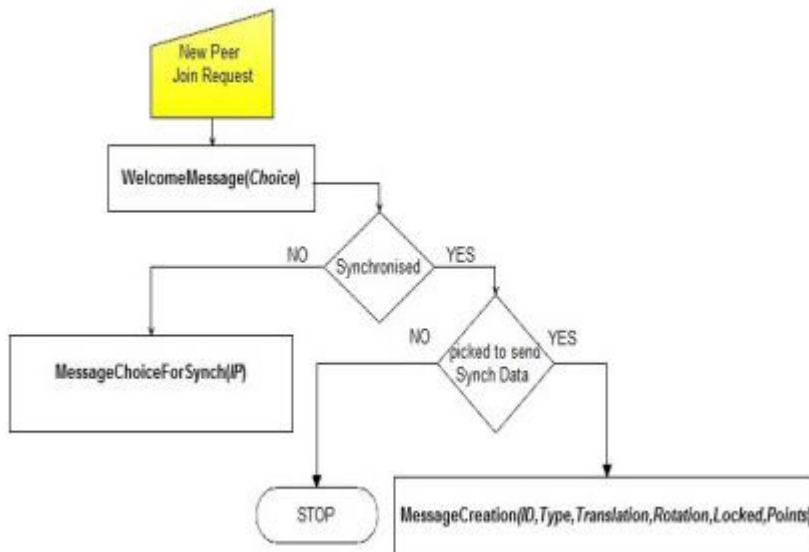 New Peer
Join Request
WelcomeMessage(Choice)
NO
Synchronised
YES
NO
picked to send
Synch Data
YES
MessageChoiceForSynch(IP)
STOP
MessageCreation(ID,Type,Translation,Rotation,Locked,Points)